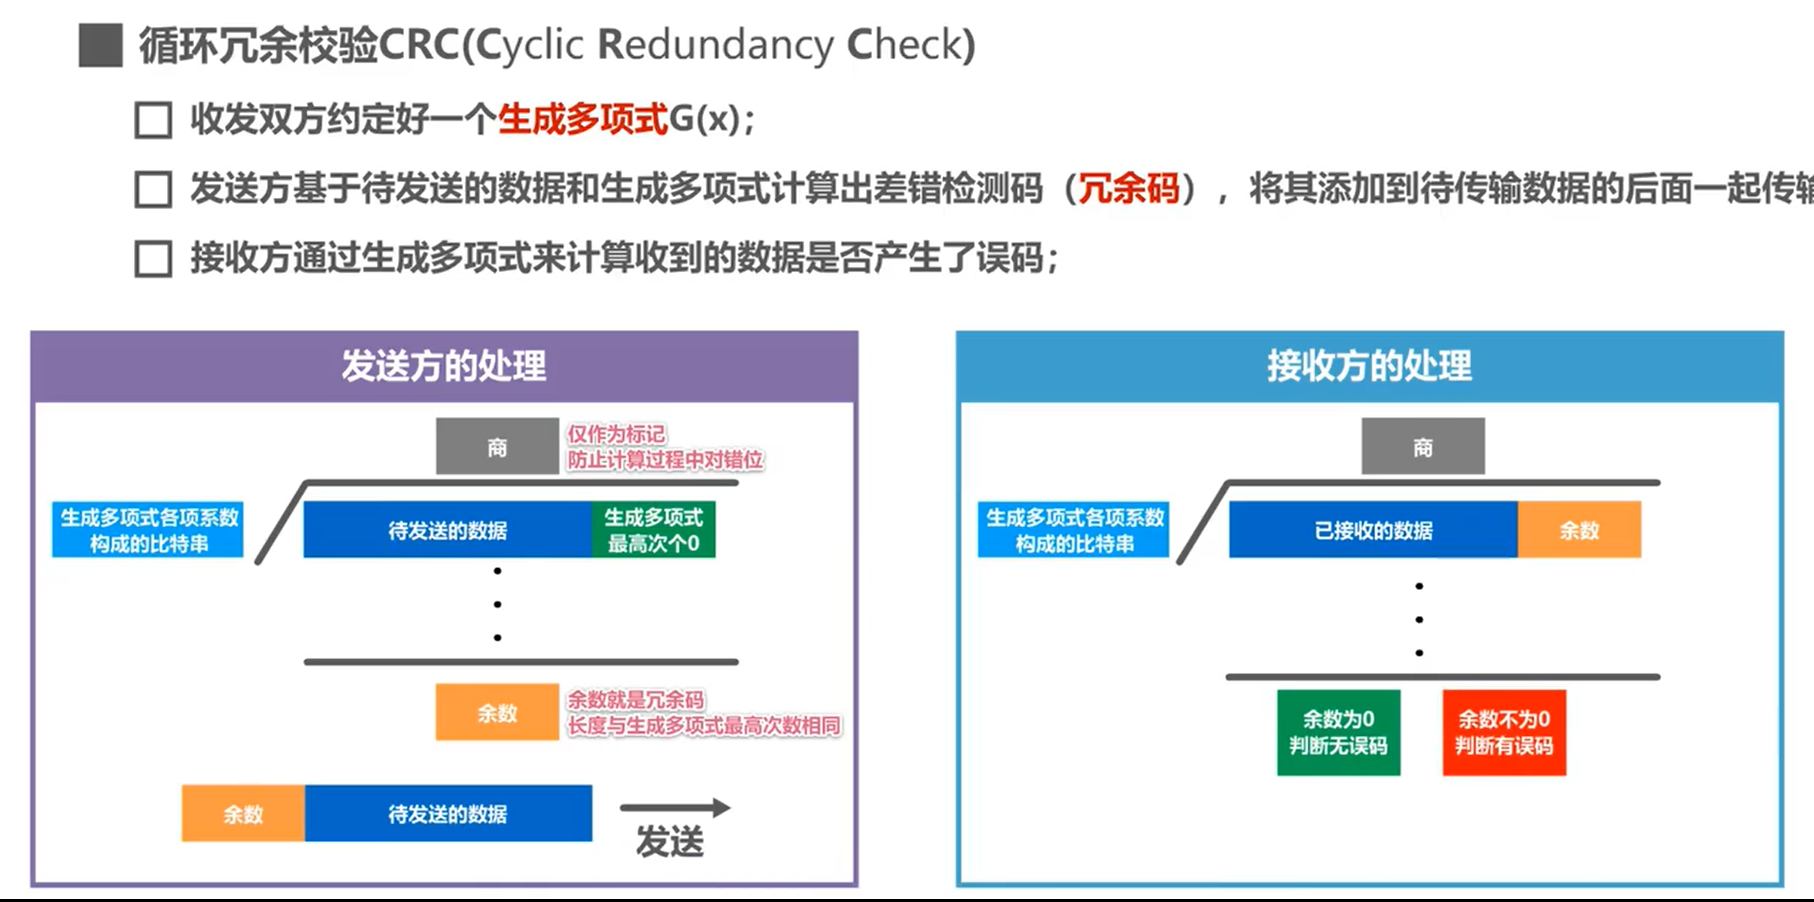 循环冗余校验CRC(Cyclic Redundancy Check)
收发双方约定好一个生成多项式G(x);
发送方基于待发送的数据和生成多项式计算出差错检测码（冗余码），将其添加到待传输数据的后面一起传输
接收方通过生成多项式来计算收到的数据是否产生了误码;
发送方的处理
商
仅作为标记
防止计算过程中对错位
生成多项式各项系数
构成的比特串
待发送的数据
生成多项式
最高次个0
余数
余数就是冗余码
长度与生成多项式最高次数相同
余数
待发送的数据
发送
接收方的处理
商
生成多项式各项系数
构成的比特串
已接收的数据
余数
余数为0
判断无误码
余数不为0
判断有误码